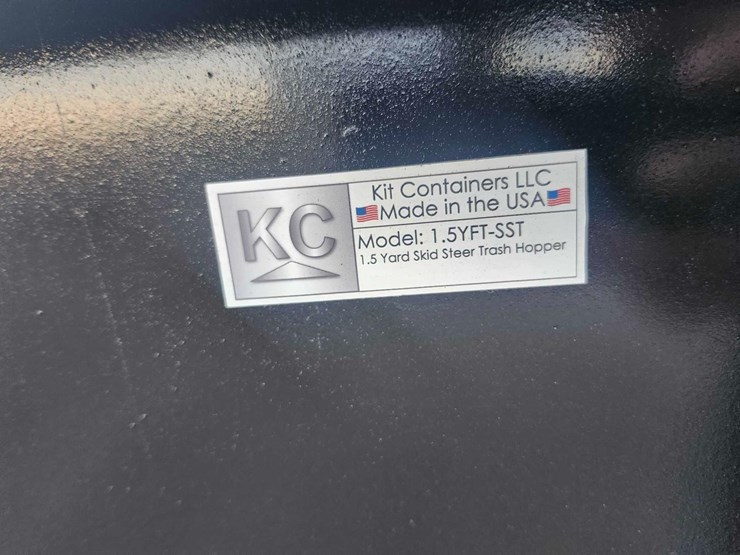 KC
Kit Containers LLC
Made in the USA
Model: 1.5YFT-SST
1.5 Yard Skid Steer Trash Hopper